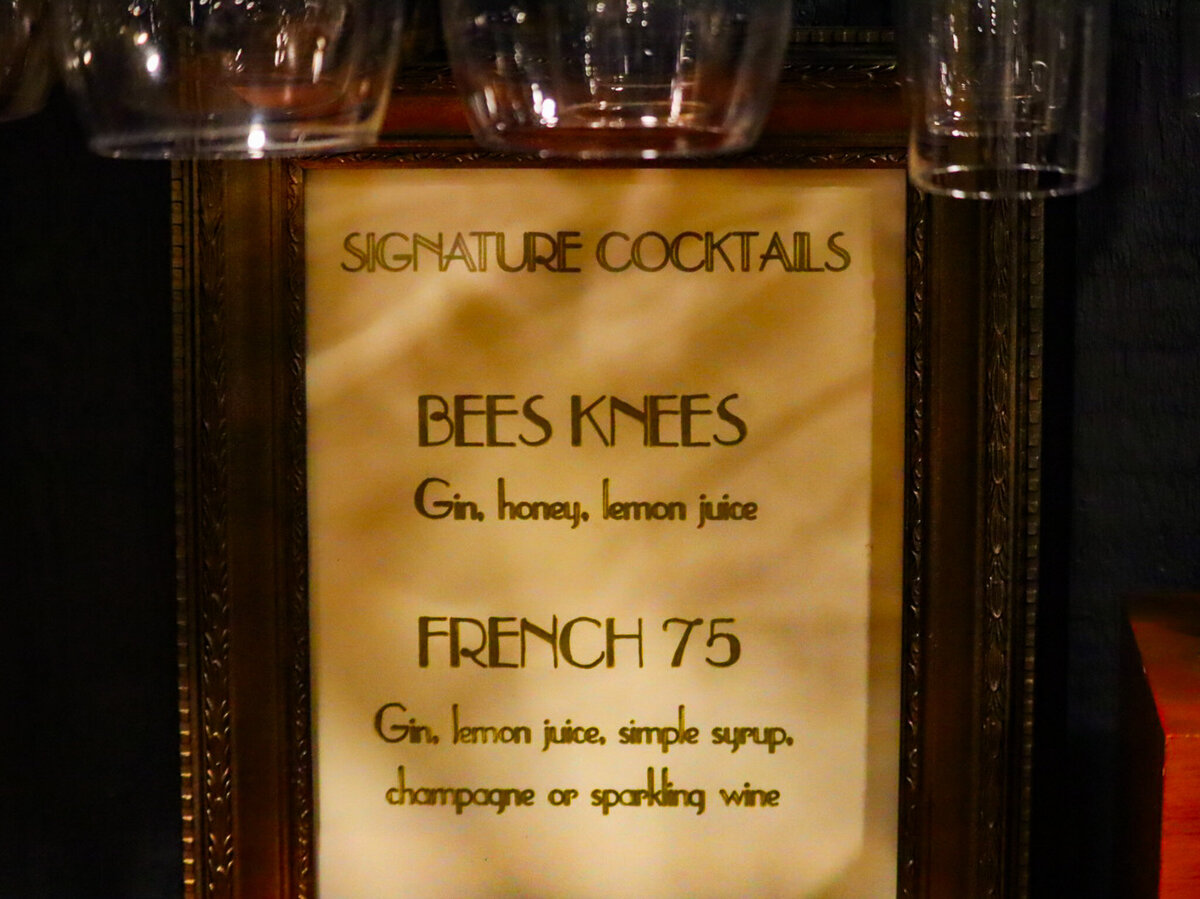 SIGNATURE COCKTAILS
BEES KNEES
Gin, honey, lemon juice
FRENCH 75
Gin, lemon juice, simple syrup,
champagne or sparkling wine